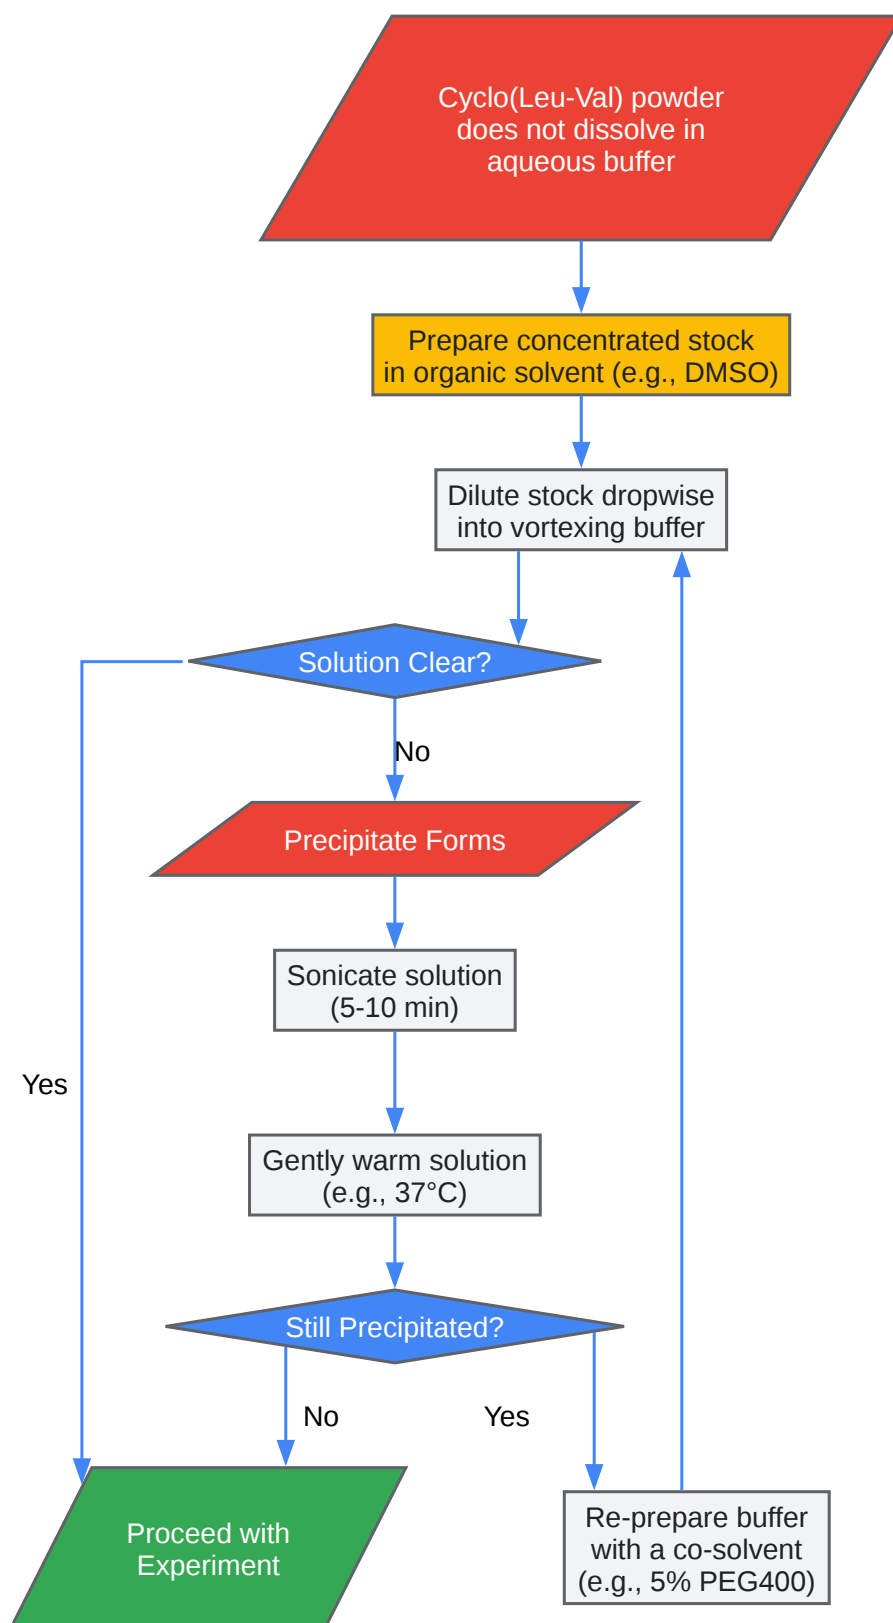 Cyclo(Leu-Val) powder
does not dissolve in
aqueous buffer
Prepare concentrated stock
in organic solvent (e.g., DMSO)
Dilute stock dropwise
into vortexing buffer
Solution Clear?
No
Precipitate Forms
Sonicate solution
(5-10 min)
Yes
Gently warm solution
(e.g., 37°C)
Still Precipitated?
No
Yes
Proceed with
Experiment
Re-prepare buffer
with a co-solvent
(e.g., 5% PEG400)